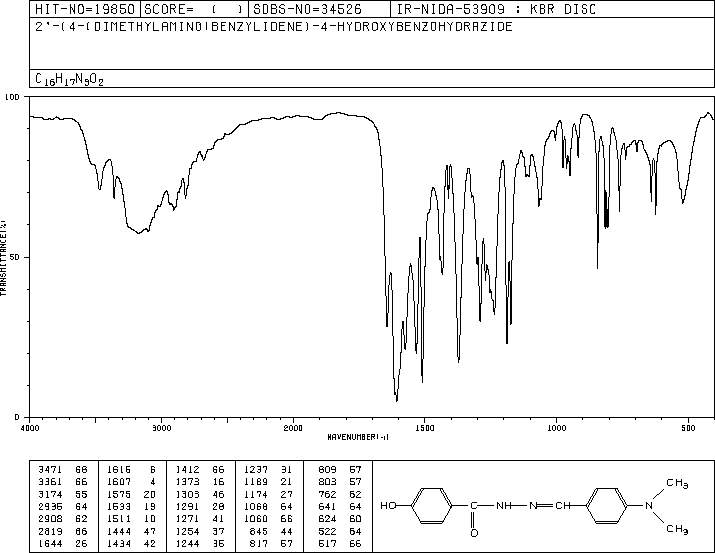 HIT-NO=19850 SCORE= ( ) SDBS-NO=34526 IR-NIDA-53909 : KBR DISC
2'-(4-(DIMETHYLAMINO)BENZYLIDENE)-4-HYDROXYBENZOHYDRAZIDE
C16H17N3O2
100
50
0
TRANSMITTANCE(%)
4000 3000 2000 1500 1000 500
WAVENUMBER(-1)
3471 68 1616 6 1412 66 1237 31 809 57
3361 66 1607 4 1373 16 1189 21 803 57
3174 55 1575 20 1303 46 1174 27 762 62
2935 64 1533 19 1291 28 1068 64 641 64
2908 62 1511 10 1271 41 1060 66 624 60
2819 66 1444 47 1254 37 845 44 522 64
1644 26 1434 42 1244 36 817 57 517 66
CH3
HO C NH N CH N
O CH3